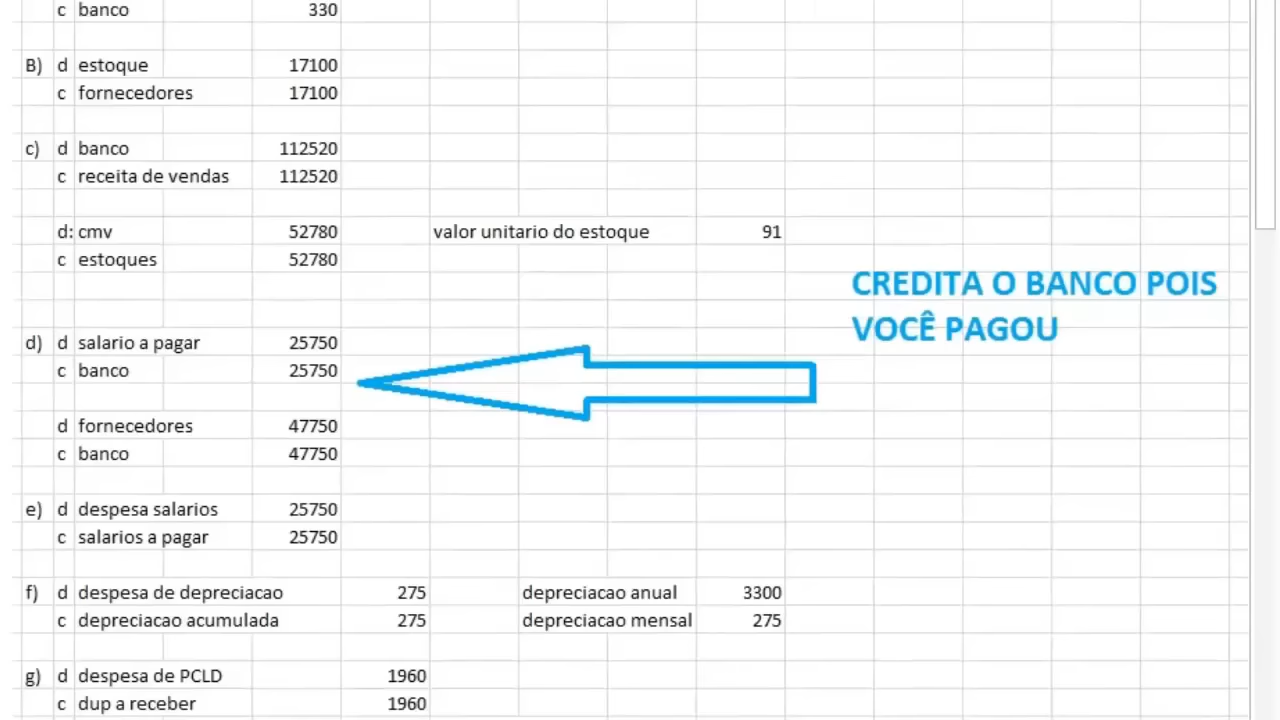 c banco 330
B) d estoque 17100
c fornecedores 17100
c) d banco 112520
c receita de vendas 112520
d: cmv 52780 valor unitario do estoque 91
c estoques 52780
CREDITA O BANCO POIS
VOCÊ PAGOU
d) d salario a pagar 25750
c banco 25750
d fornecedores 47750
c banco 47750
e) d despesa salarios 25750
c salarios a pagar 25750
f) d despesa de depreciacao 275 depreciacao anual 3300
c depreciacao acumulada 275 depreciacao mensal 275
g) d despesa de PCLD 1960
c dup a receber 1960